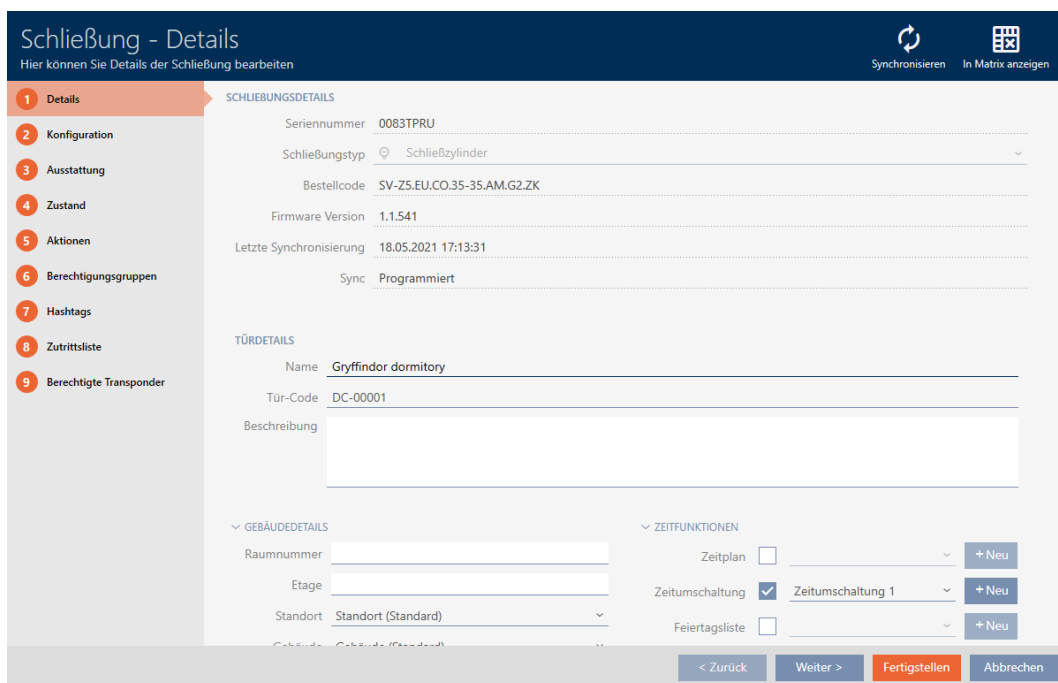 Schließung - Details
Hier können Sie Details der Schließung bearbeiten
Synchronisieren
In Matrix anzeigen
1 Details
2 Konfiguration
3 Ausstattung
4 Zustand
5 Aktionen
6 Berechtigungsgruppen
7 Hashtags
8 Zutrittsliste
9 Berechtigte Transponder
SCHLIEßUNGSDETAILS
Seriennummer 0083TPRU
Schließungstyp Schließzylinder
Bestellcode SV-Z5.EU.CO.35-35.AM.G2.ZK
Firmware Version 1.1.541
Letzte Synchronisierung 18.05.2021 17:13:31
Sync Programmiert
TÜRDETAILS
Name Gryffindor dormitory
Tür-Code DC-00001
Beschreibung
GEBÄUDEDETAILS
Raumnummer
Etage
Standort Standort (Standard)
Gebäude Gebäude (Standard)
ZEITFUNKTIONEN
Zeitplan + Neu
Zeitumschaltung Zeitumschaltung 1 + Neu
Feiertagsliste + Neu
< Zurück
Weiter >
Fertigstellen
Abbrechen